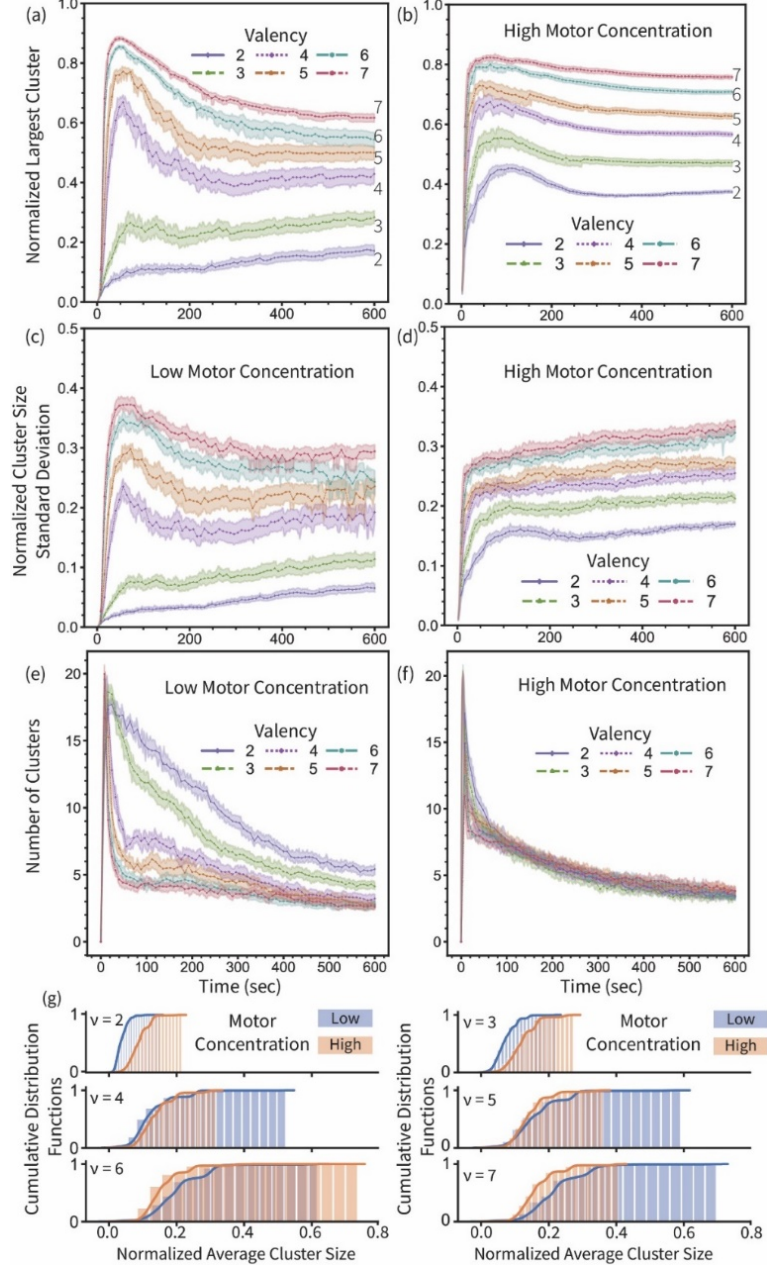 (a)
Valency
2 4 6
3 5 7
1.0
0.8
0.6
0.4
0.2
0.0
0 200 400 600
7
6
5
4
3
2
Normalized Largest Cluster
(b)
High Motor Concentration
1.0
0.8
0.6
0.4
0.2
0.0
0 200 400 600
7
6
5
4
3
2
Valency
2 4 6
3 5 7
(c)
Low Motor Concentration
0.5
0.4
0.3
0.2
0.1
0.0
0 200 400 600
Normalized Cluster Size
Standard Deviation
(d)
High Motor Concentration
0.5
0.4
0.3
0.2
0.1
0.0
0 200 400 600
Valency
2 4 6
3 5 7
(e)
Low Motor Concentration
Valency
2 4 6
3 5 7
20
15
10
5
0
0 100 200 300 400 500 600
Number of Clusters
Time (sec)
(f)
High Motor Concentration
Valency
2 4 6
3 5 7
20
15
10
5
0
0 100 200 300 400 500 600
Time (sec)
(g)
Cumulative Distribution
Functions
1
ν = 2
Motor
Concentration
Low
High
0
1
ν = 4
0
1
ν = 6
0
0.0 0.2 0.4 0.6 0.8
Normalized Average Cluster Size
Cumulative Distribution
Functions
1
ν = 3
Motor
Concentration
Low
High
0
1
ν = 5
0
1
ν = 7
0
0.0 0.2 0.4 0.6 0.8
Normalized Average Cluster Size